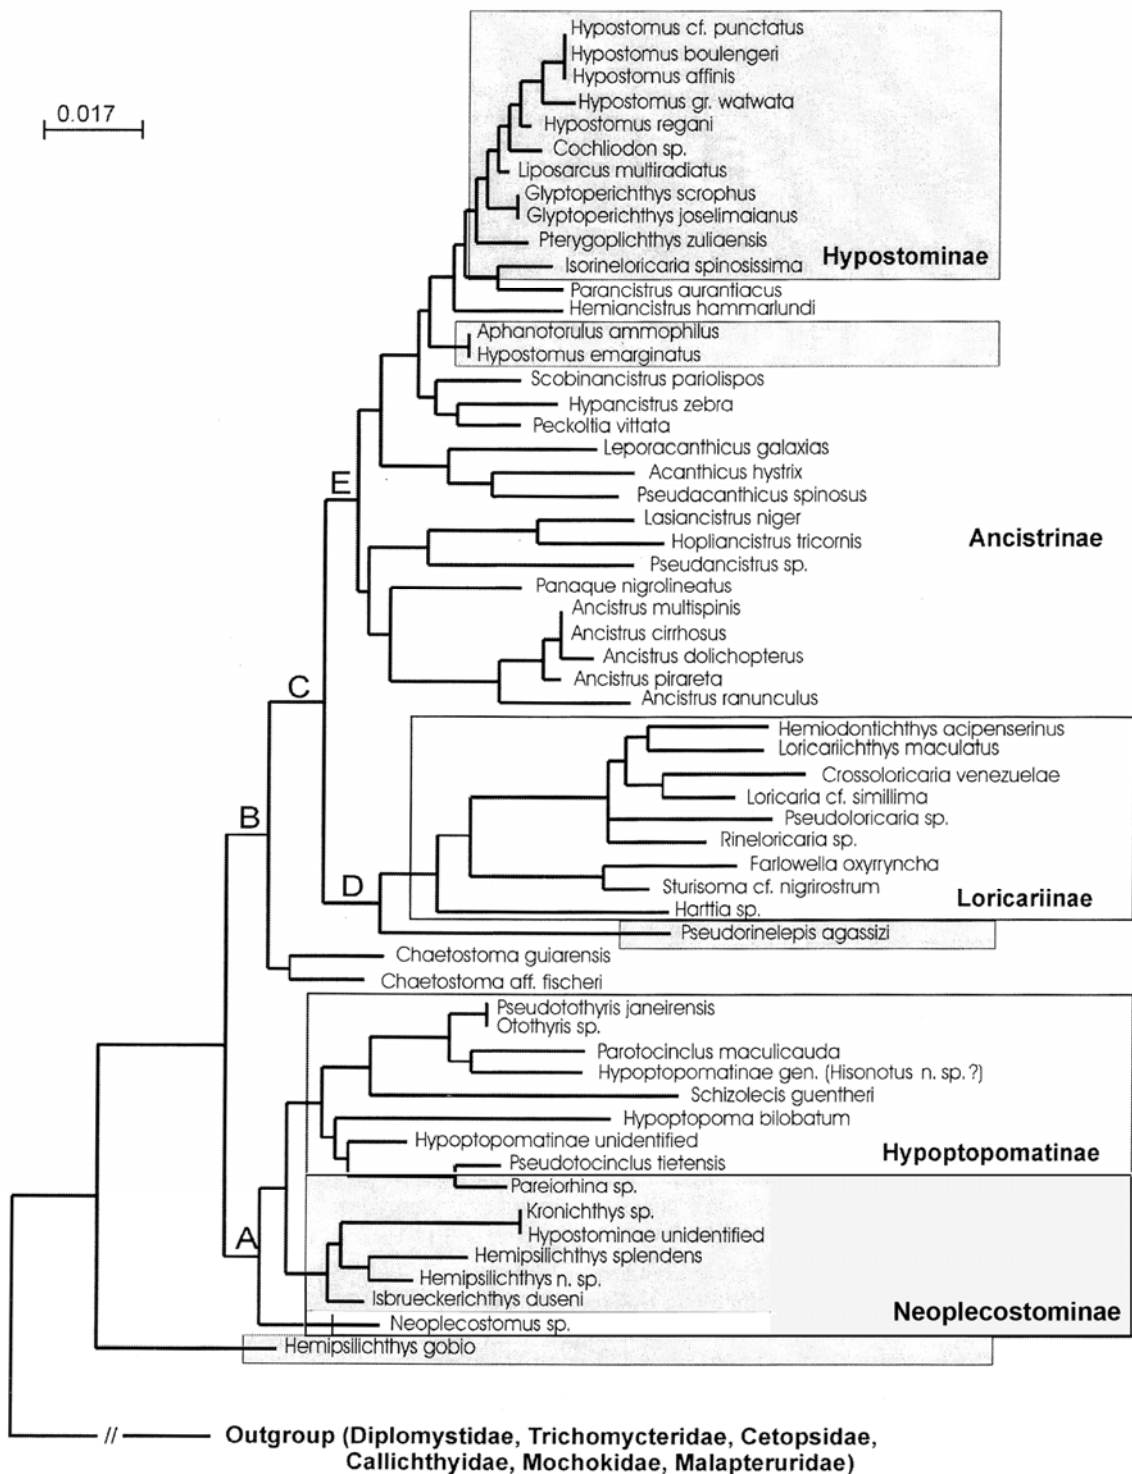 0.017
Hypostomus cf. punctatus
Hypostomus boulengeri
Hypostomus affinis
Hypostomus gr. watwata
Hypostomus regani
Cochliodon sp.
Liposarcus multiradiatus
Glyptoperichthys scrophus
Glyptoperichthys joselimaianus
Pterygoplichthys zuliaensis
Hypostominae
Isorineloricaria spinosissima
Parancistrus aurantiacus
Hemiancistrus hammarlundi
Aphanotorulus ammophilus
Hypostomus emarginatus
Scobinancistrus pariolispos
Hypancistrus zebra
Peckoltia vittata
Leporacanthicus galaxias
Acanthicus hystrix
E
Pseudacanthicus spinosus
Lasiancistrus niger
Ancistrinae
Hopliancistrus tricornis
Pseudancistrus sp.
Panaque nigrolineatus
Ancistrus multispinis
Ancistrus cirrhosus
Ancistrus dolichopterus
Ancistrus pirareta
C
Ancistrus ranunculus
Hemiodontichthys acipenserinus
Loricariichthys maculatus
Crossoloricaria venezuelae
Loricaria cf. simillima
B
Pseudoloricaria sp.
Rineloricaria sp.
Farlowella oxyrryncha
D
Sturisoma cf. nigrirostrum
Loricariinae
Harttia sp.
Pseudorinelepis agassizi
Chaetostoma guiarensis
Chaetostoma aff. fischeri
Pseudotothyris janeirensis
Otothyris sp.
Parotocinclus maculicauda
Hypoptopomatinae gen. (Hisonotus n. sp.?)
Schizolecis guentheri
Hypoptopoma bilobatum
Hypoptopomatinae unidentified
Hypoptopomatinae
Pseudotocinclus tietensis
Pareiorhina sp.
Kronichthys sp.
Hypostominae unidentified
A
Hemipsilichthys splendens
Hemipsilichthys n. sp.
Isbrueckerichthys duseni
Neoplecostominae
Neoplecostomus sp.
Hemipsilichthys gobio
// Outgroup (Diplomystidae, Trichomycteridae, Cetopsidae,
Callichthyidae, Mochokidae, Malapteruridae)